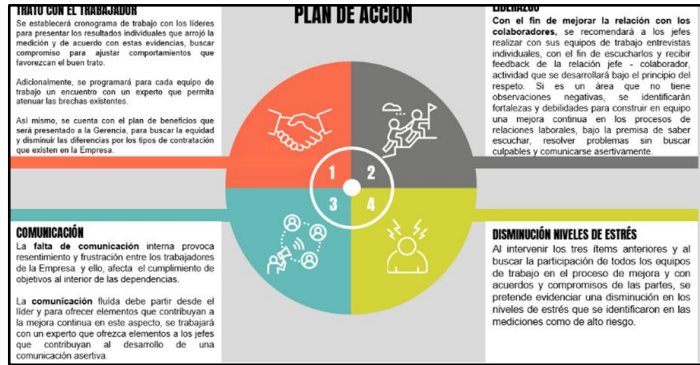 PLAN DE ACCION
TRATO CON EL TRABAJADOR
Se establecerá cronograma de trabajo con los líderes
para presentar los resultados individuales que arrojó la
medición y de acuerdo con estas evidencias, buscar
compromiso para ajustar comportamientos que
favorezcan el buen trato.
Adicionalmente, se programará para cada equipo de
trabajo un encuentro con un experto que permita
atenuar las brechas existentes.
Asi mismo, se cuenta con el plan de beneficios que
será presentado a la Gerencia, para buscar la equidad
y disminuir las diferencias por los tipos de contratación
que existen en la Empresa.
LIDERAZGO
Con el fin de mejorar la relación con los
colaboradores, se recomendará a los jefes
realizar con sus equipos de trabajo entrevistas
individuales, con el fin de escucharlos y recibir
feedback de la relación jefe - colaborador,
actividad que se desarrollará bajo el principio del
respeto. Si es un área que no tiene
observaciones negativas, se identificarán
fortalezas y debilidades para construir en equipo
una mejora continua en los procesos de
relaciones laborales, bajo la premisa de saber
escuchar, resolver problemas sin buscar
culpables y comunicarse asertivamente.
1
2
3
4
COMUNICACIÓN
La falta de comunicación interna provoca
resentimiento y frustración entre los trabajadores
de la Empresa y ello, afecta el cumplimiento de
objetivos al interior de las dependencias.
La comunicación fluída debe partir desde el
líder y para ofrecer elementos que contribuyan a
la mejora continua en este aspecto, se trabajará
con un experto que ofrezca elementos a los jefes
que contribuyan al desarrollo de una
comunicación asertiva.
DISMINUCIÓN NIVELES DE ESTRÉS
Al intervenir los tres ítems anteriores y al
buscar la participación de todos los equipos
de trabajo en el proceso de mejora y con
acuerdos y compromisos de las partes, se
pretende evidenciar una disminución en los
niveles de estrés que se identificaron en las
mediciones como de alto riesgo.